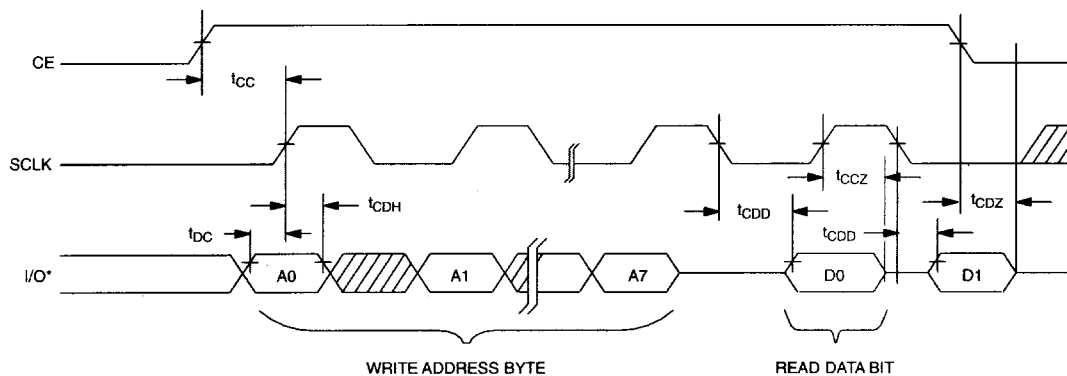 CE
tCC
SCLK
tCCZ
tCDH
tCDD
tCDZ
tDC
tCDD
I/O*
A0
A1
A7
D0
D1
WRITE ADDRESS BYTE
READ DATA BIT